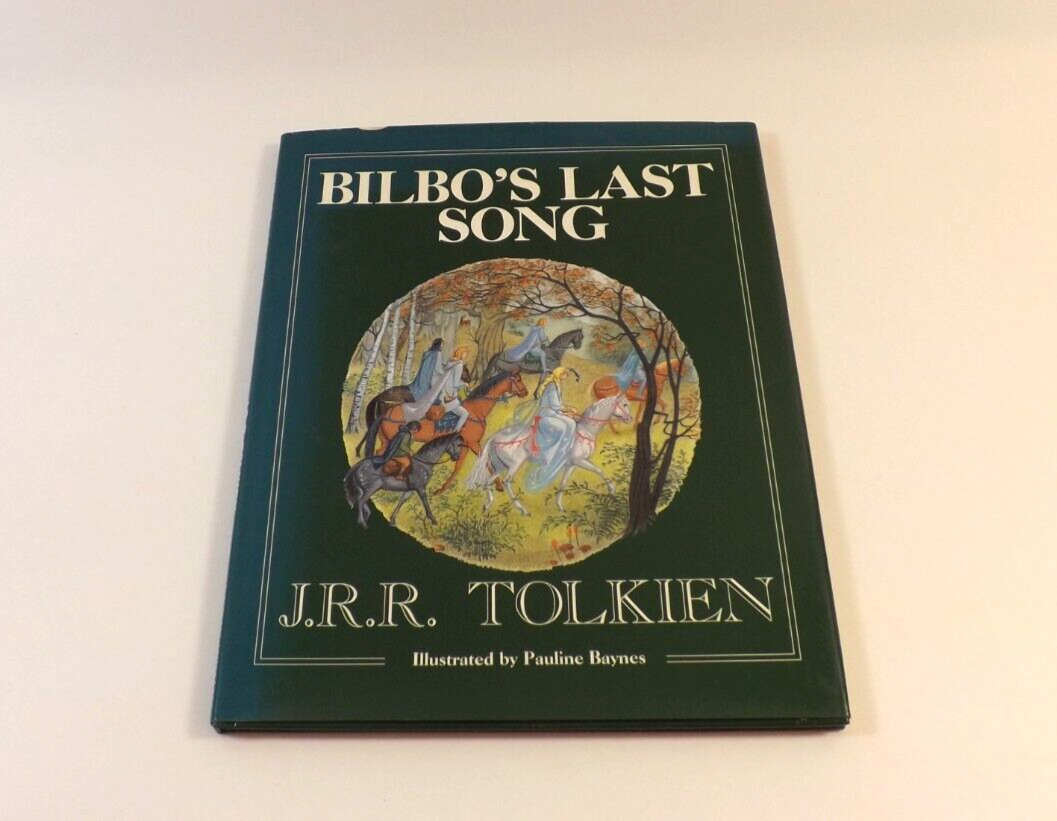 BILBO'S LAST
SONG
J.R.R. TOLKIEN
Illustrated by Pauline Baynes